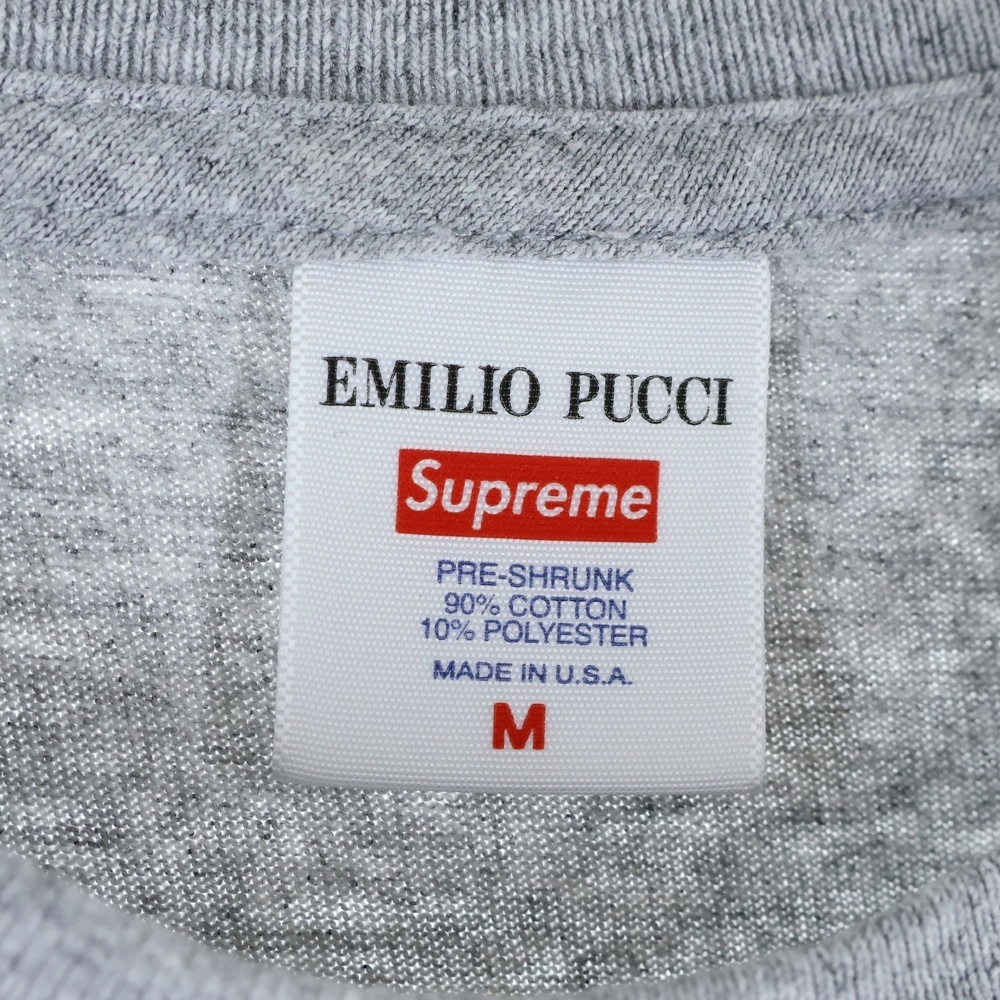 EMILIO PUCCI
Supreme
PRE-SHRUNK
90% COTTON
10% POLYESTER
MADE IN U.S.A.
M